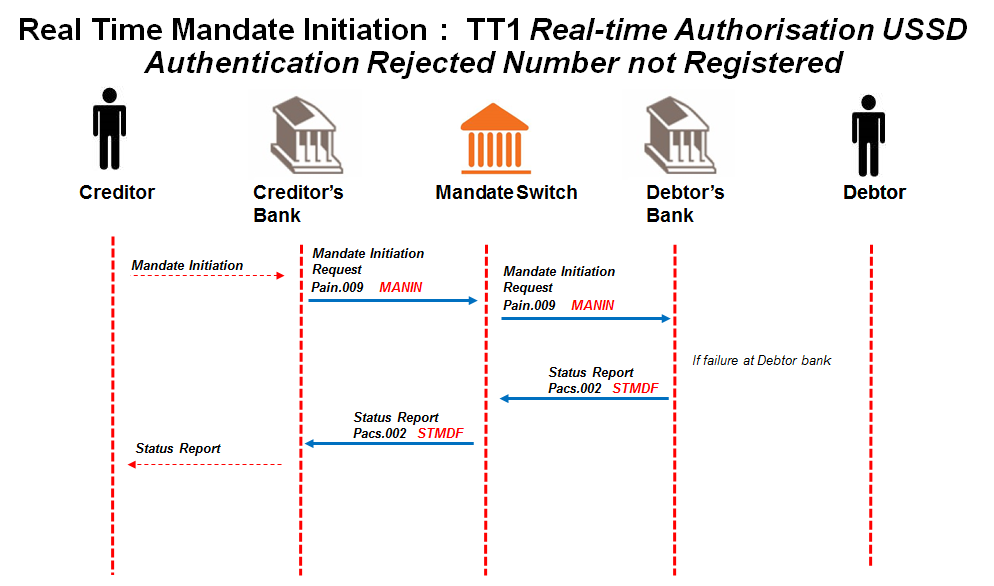 Real Time Mandate Initiation : TT1 Real-time Authorisation USSD
Authentication Rejected Number not Registered
Creditor
Creditor's
Bank
Mandate Switch
Debtor's
Bank
Debtor
Mandate Initiation
Mandate Initiation
Request
Pain.009 MANIN
Mandate Initiation
Request
Pain.009 MANIN
If failure at Debtor bank
Status Report
Pacs.002 STMDF
Status Report
Pacs.002 STMDF
Status Report